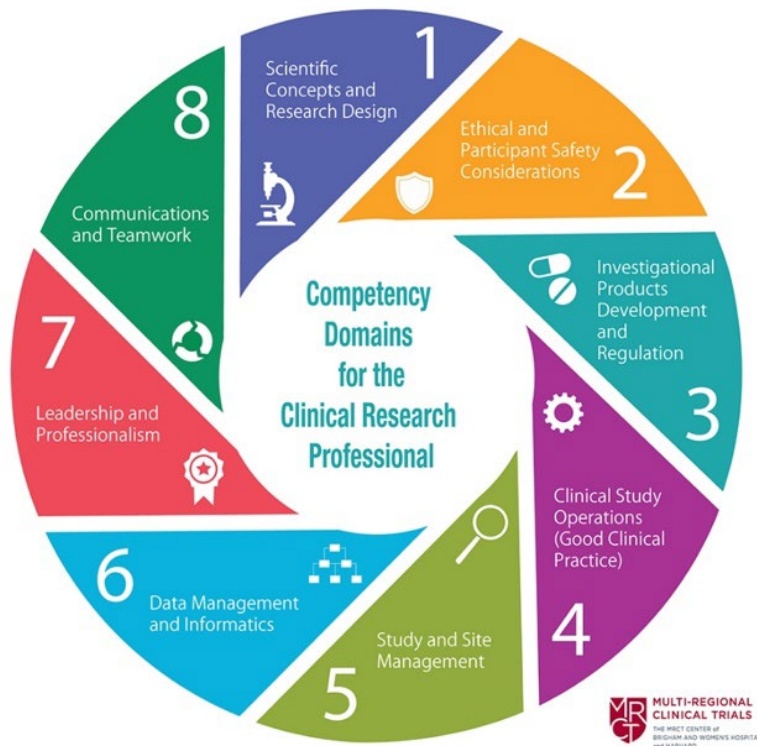 1
Scientific
Concepts and
Research Design
2
Ethical and
Participant Safety
Considerations
3
Investigational
Products
Development
and
Regulation
4
Clinical Study
Operations
(Good Clinical
Practice)
5
Study and Site
Management
6
Data Management
and Informatics
7
Leadership and
Professionalism
8
Communications
and Teamwork
Competency
Domains
for the
Clinical Research
Professional
MRCT
MULTI-REGIONAL
CLINICAL TRIALS
THE MRCT CENTER of
BRIGHAM AND WOMEN'S HOSPITAL
and HARVARD